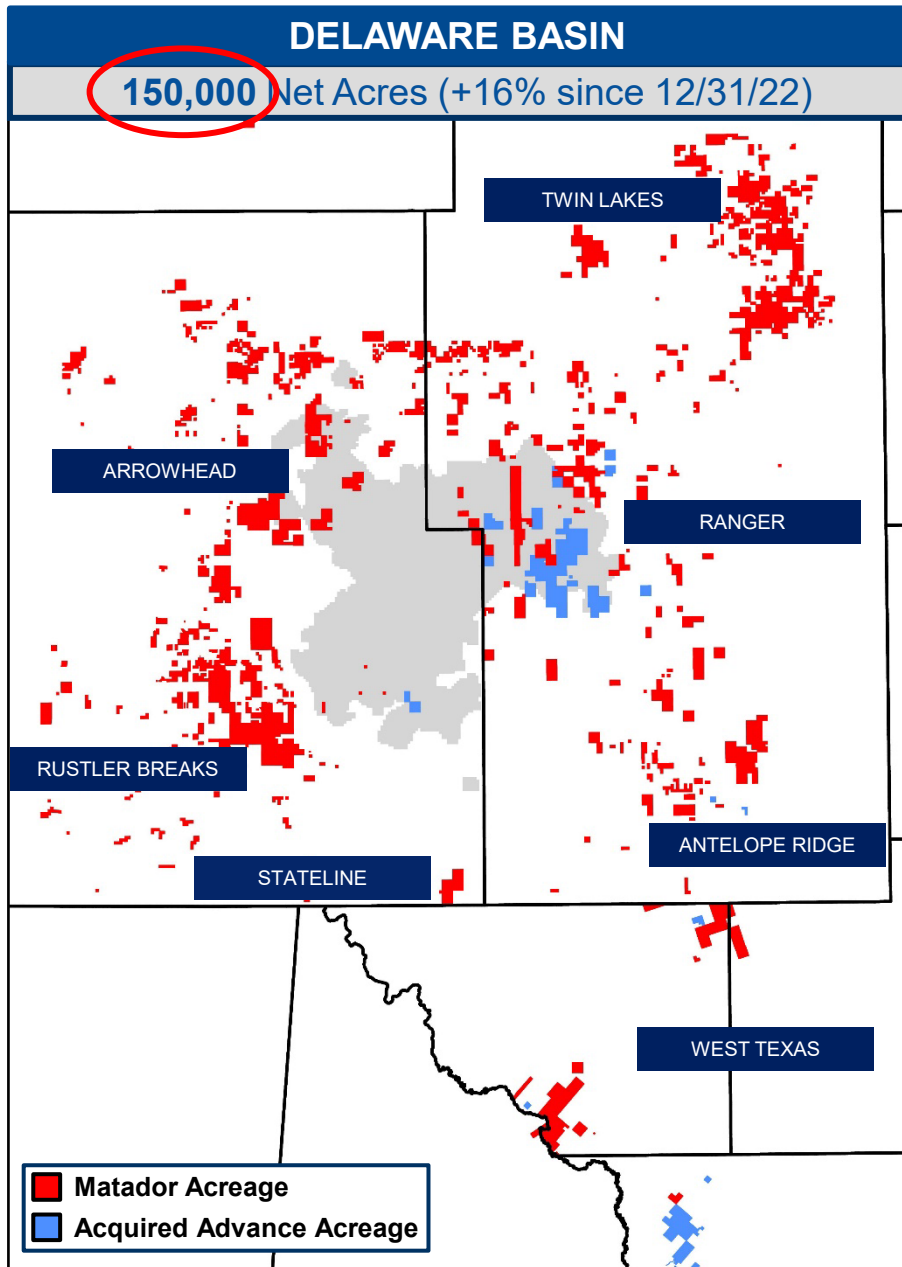 DELAWARE BASIN
150,000 Net Acres (+16% since 12/31/22)
TWIN LAKES
ARROWHEAD
RANGER
RUSTLER BREAKS
ANTELOPE RIDGE
STATELINE
WEST TEXAS
Matador Acreage
Acquired Advance Acreage